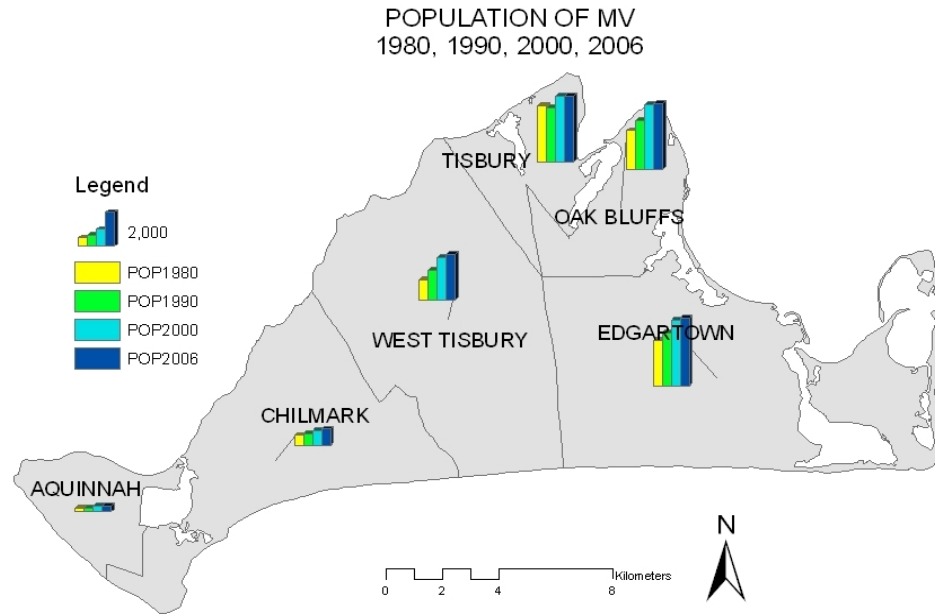 POPULATION OF MV
1980, 1990, 2000, 2006
TISBURY
OAK BLUFFS
Legend
2,000
POP1980
POP1990
POP2000
POP2006
WEST TISBURY
EDGARTOWN
CHILMARK
AQUINNAH
N
Kilometers
0 2 4 8